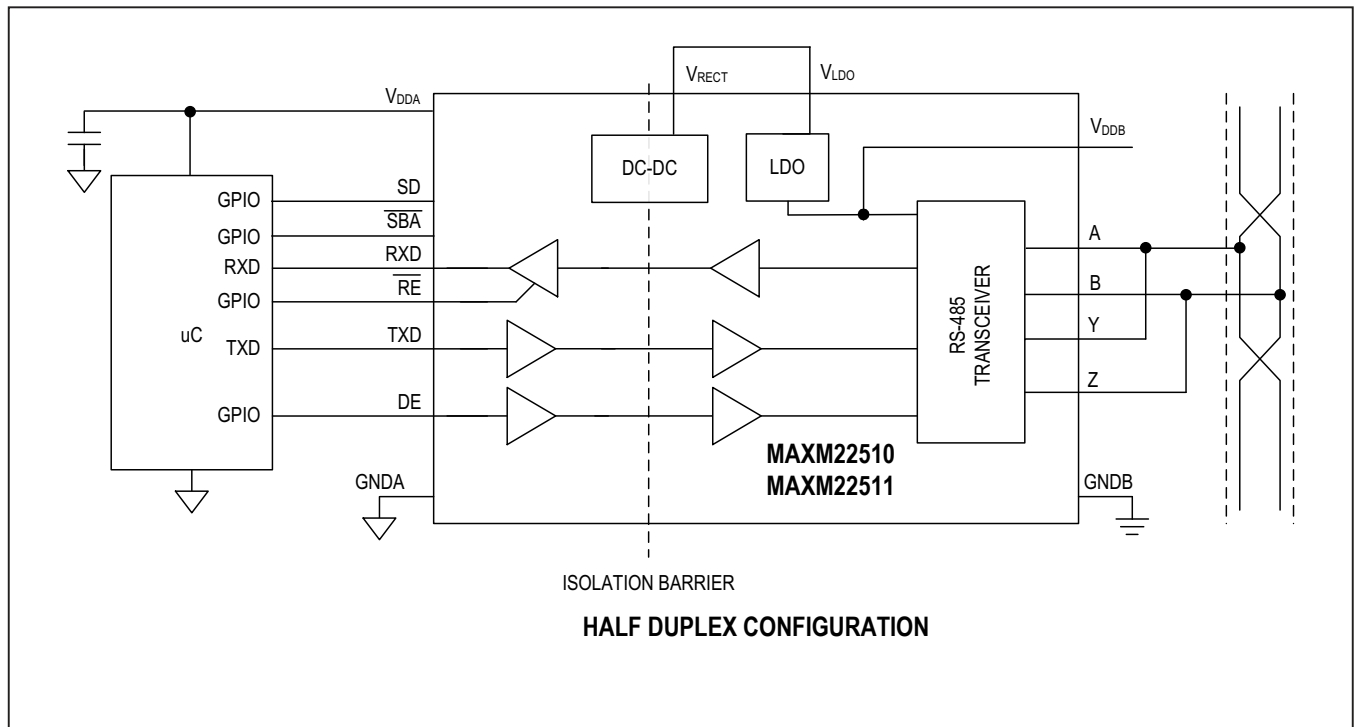 VRECT
VLDO
VDDA
VDDB
DC-DC
LDO
GPIO
SD
GPIO
SBA
RXD
RXD
GPIO
RE
uC
TXD
TXD
GPIO
DE
RS-485
TRANSCEIVER
A
B
Y
Z
MAXM22510
MAXM22511
GNDA
GNDB
ISOLATION BARRIER
HALF DUPLEX CONFIGURATION